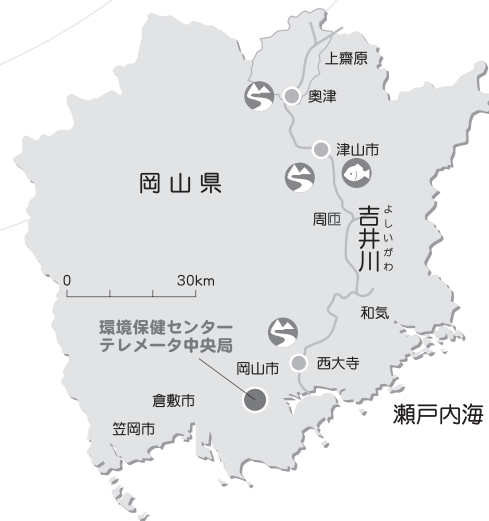 上齋原
奥津
津山市
岡山県
周匝
吉井川
よしいがわ
0
30km
和気
環境保健センター
テレメータ中央局
岡山市
西大寺
倉敷市
瀬戸内海
笠岡市